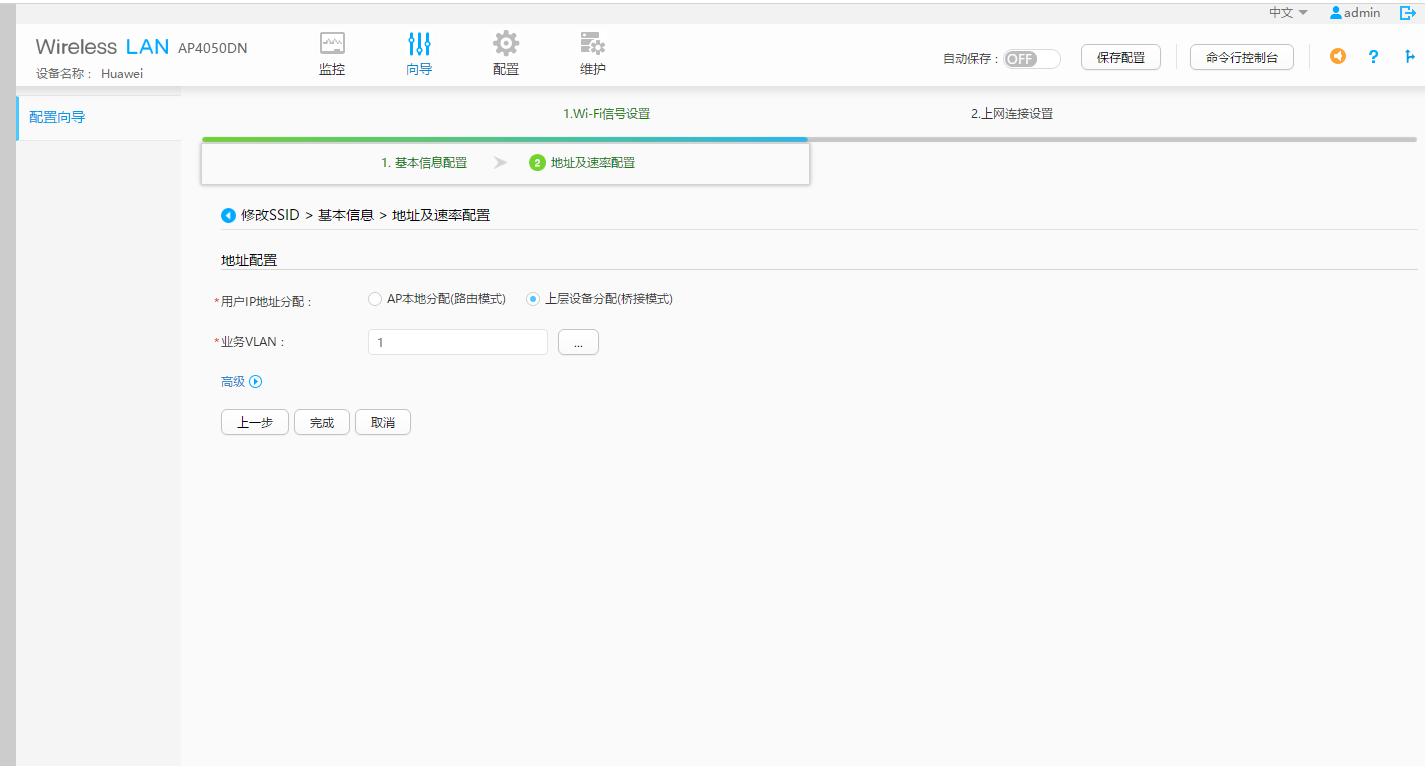 中文 admin
Wireless LAN AP4050DN
设备名称： Huawei
监控 向导 配置 维护
自动保存： OFF 保存配置 命令行控制台 ?
配置向导
1.Wi-Fi信号设置 2.上网连接设置
1. 基本信息配置 2 地址及速率配置
修改SSID > 基本信息 > 地址及速率配置
地址配置
*用户IP地址分配： AP本地分配(路由模式) 上层设备分配(桥接模式)
*业务VLAN： 1 ...
高级
上一步 完成 取消